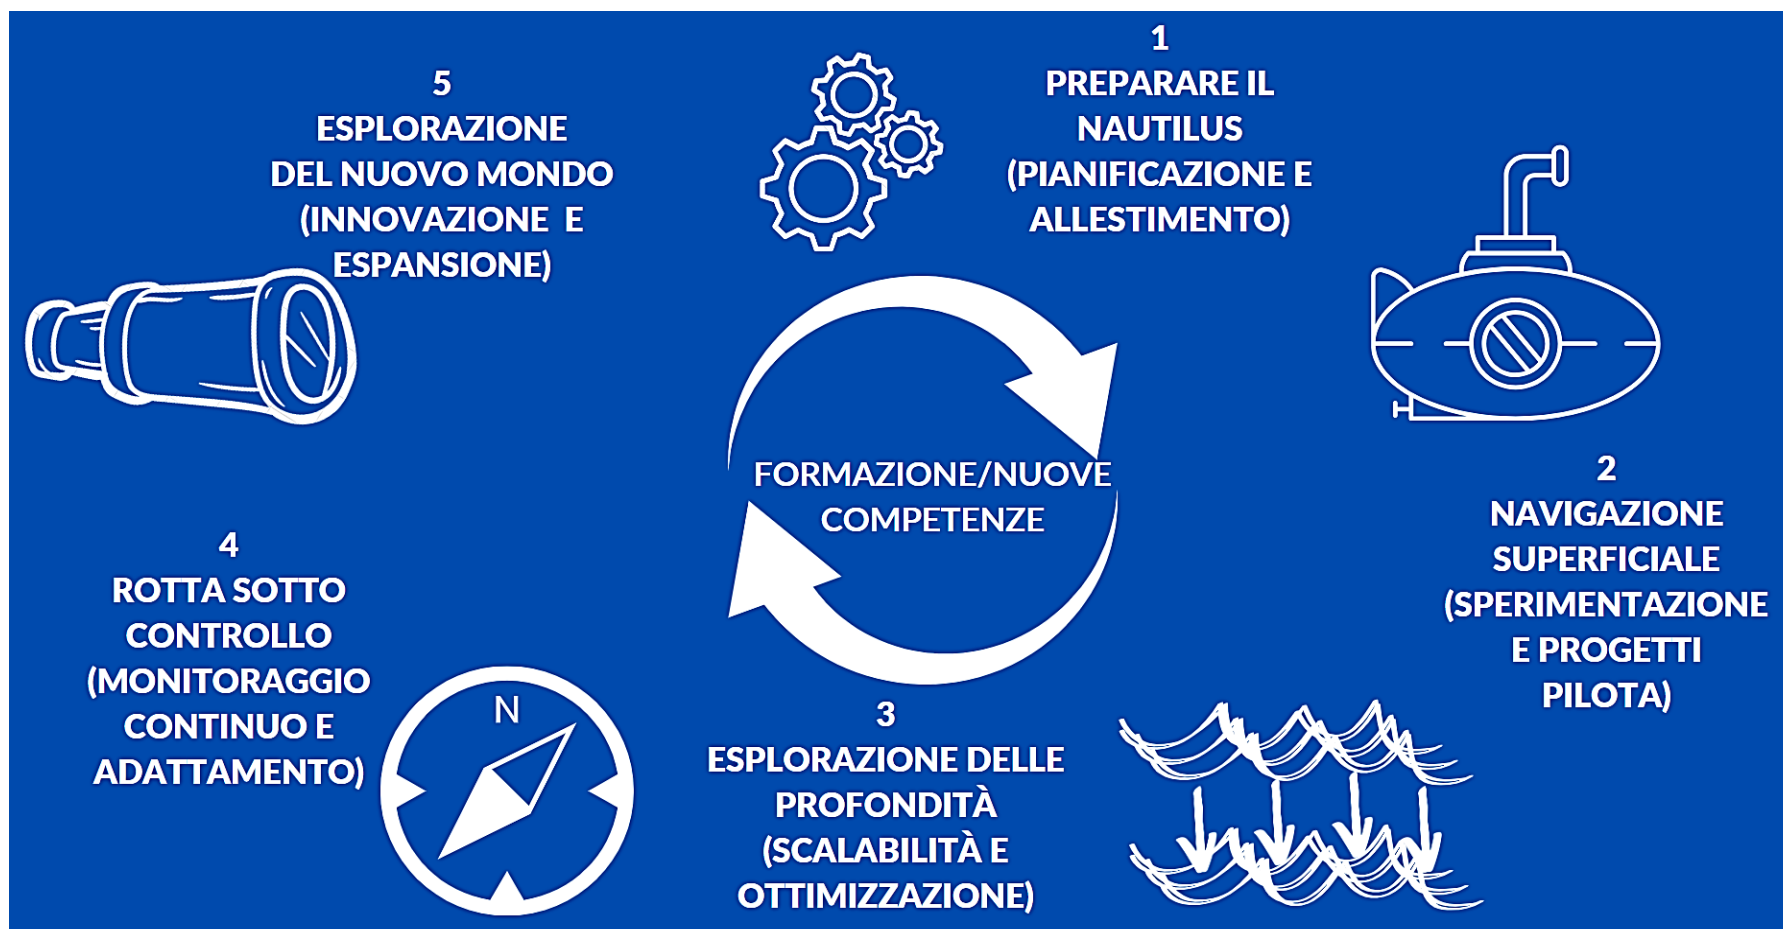 1
PREPARARE IL
NAUTILUS
(PIANIFICAZIONE E
ALLESTIMENTO)
2
NAVIGAZIONE
SUPERFICIALE
(SPERIMENTAZIONE
E PROGETTI
PILOTA)
3
ESPLORAZIONE DELLE
PROFONDITÀ
(SCALABILITÀ E
OTTIMIZZAZIONE)
4
ROTTA SOTTO
CONTROLLO
(MONITORAGGIO
CONTINUO E
ADATTAMENTO)
5
ESPLORAZIONE
DEL NUOVO MONDO
(INNOVAZIONE E
ESPANSIONE)
FORMAZIONE/NUOVE
COMPETENZE
N